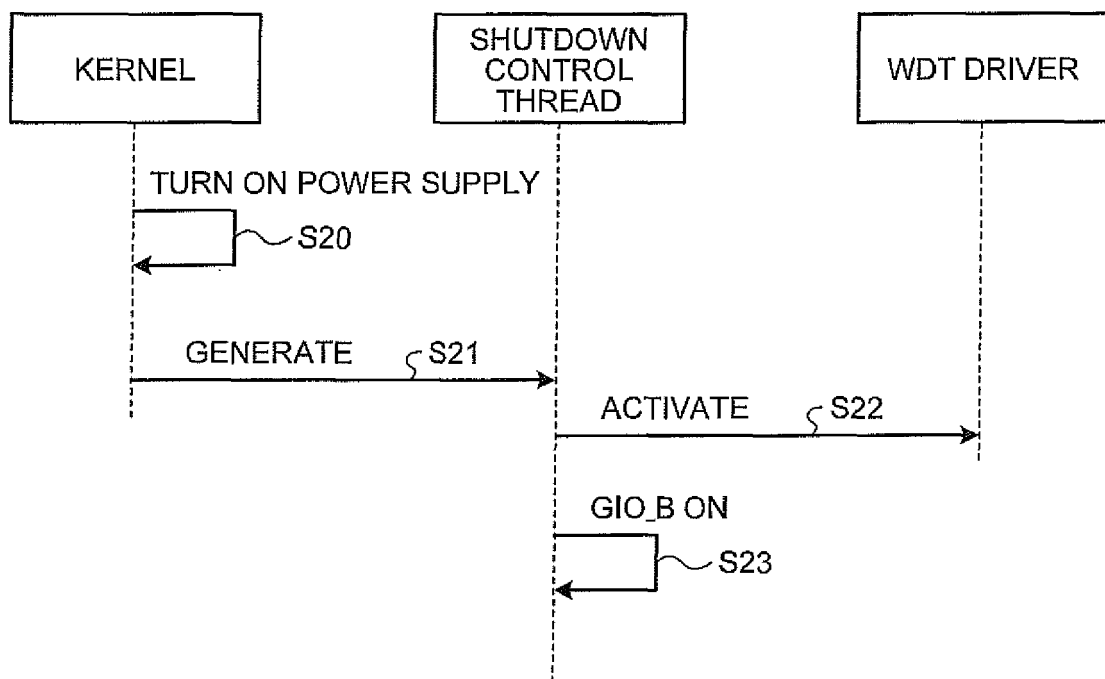 KERNEL
SHUTDOWN
CONTROL
THREAD
WDT DRIVER
TURN ON POWER SUPPLY
S20
GENERATE
S21
ACTIVATE
S22
GIO_B ON
S23